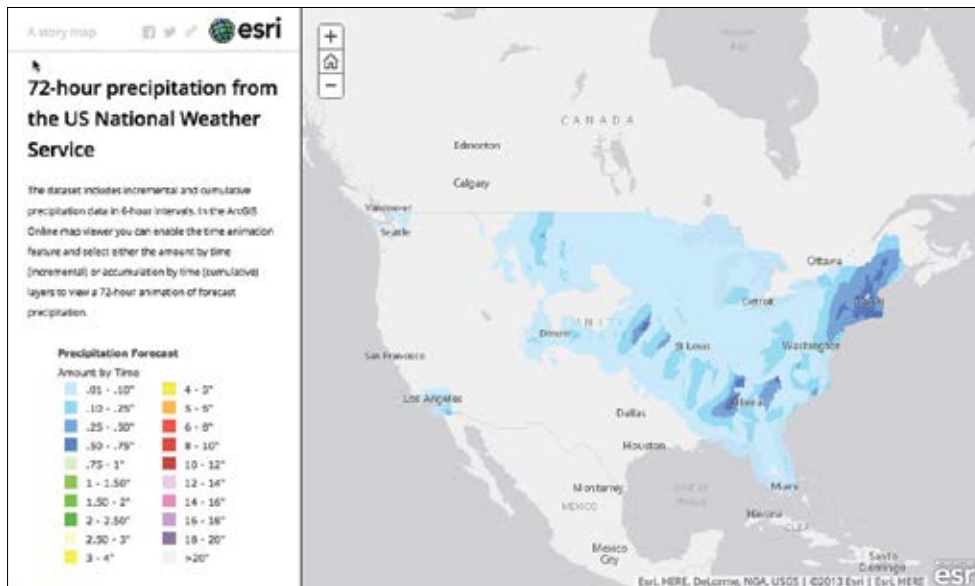 A story map
esri
72-hour precipitation from
the US National Weather
Service
The dataset includes incremental and cumulative
precipitation data in 6-hour intervals. In the ArcGIS
Online map viewer you can enable the time animation
feature and select either the amount by time
(incremental) or accumulation by time (cumulative)
layers to view a 72-hour animation of forecast
precipitation.
Precipitation Forecast
Amount by Time
.01 - .10"
.10 - .25"
.25 - .50"
.50 - .75"
.75 - 1"
1 - 1.50"
1.50 - 2"
2 - 2.50"
2.50 - 3"
3 - 4"
4 - 5"
5 - 6"
6 - 8"
8 - 10"
10 - 12"
12 - 14"
14 - 16"
16 - 18"
18 - 20"
>20"
+
−
CANADA
Edmonton
Calgary
Vancouver
Seattle
Ottawa
Detroit
Denver
St Louis
Washington
San Francisco
Los Angeles
Atlanta
Dallas
Houston
Monterrey
MEXICO
Miami
Havana
CUBA
Mexico
City
Santo
Domingo
Esri, HERE, DeLorme, NGA, USGS | ©2013 Esri | Esri, HERE
esri